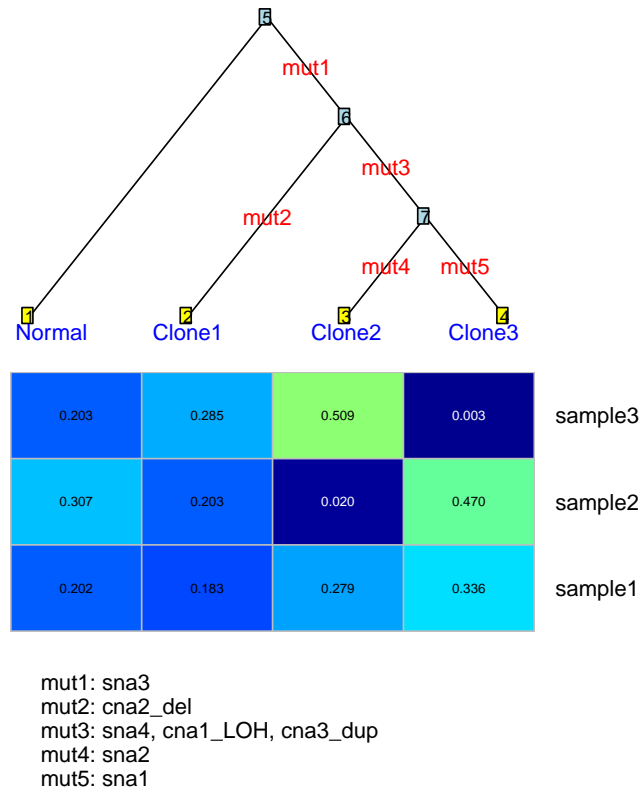 5
mut1
6
mut3
mut2
7
mut4 mut5
1 2 3 4
Normal Clone1 Clone2 Clone3
0.203 0.285 0.509 0.003 sample3
0.307 0.203 0.020 0.470 sample2
0.202 0.183 0.279 0.336 sample1
mut1: sna3
mut2: cna2_del
mut3: sna4, cna1_LOH, cna3_dup
mut4: sna2
mut5: sna1